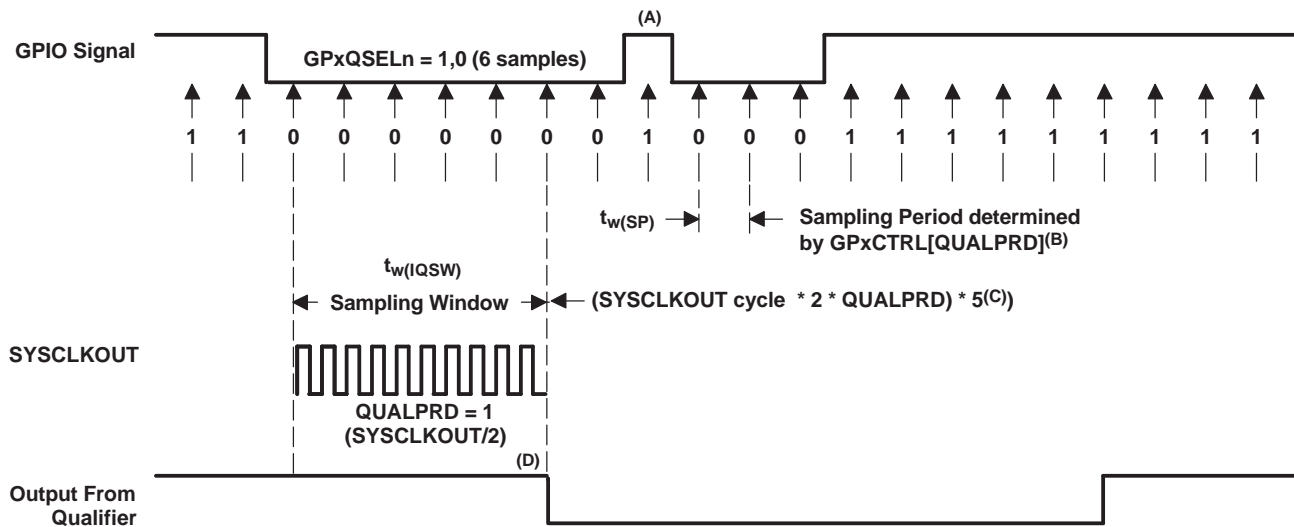 (A)
GPIO Signal
GPxQSELn = 1,0 (6 samples)
1 1 0 0 0 0 0 0 0 1 0 0 0 1 1 1 1 1 1 1 1 1
tw(SP)
Sampling Period determined
by GPxCTRL[QUALPRD](B)
tw(IQSW)
Sampling Window
(SYSCLKOUT cycle * 2 * QUALPRD) * 5(C))
SYSCLKOUT
QUALPRD = 1
(SYSCLKOUT/2)
(D)
Output From
Qualifier